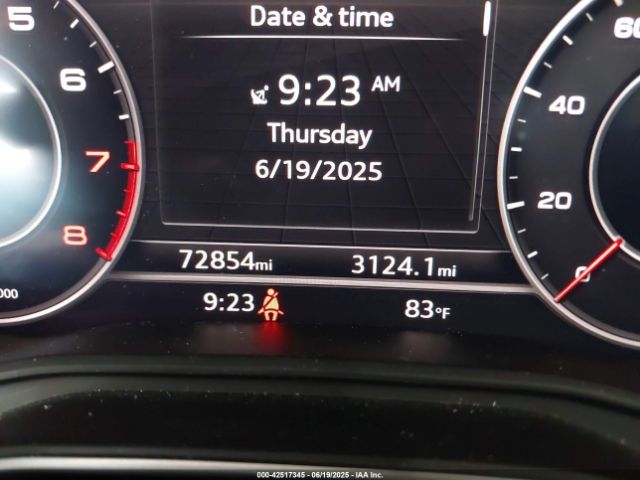 Date & time
9:23 AM
Thursday
6/19/2025
5
6
7
8
60
40
20
0
72854mi 3124.1mi
9:23 83°F
000-42517345 - 06/19/2025 - IAA Inc.